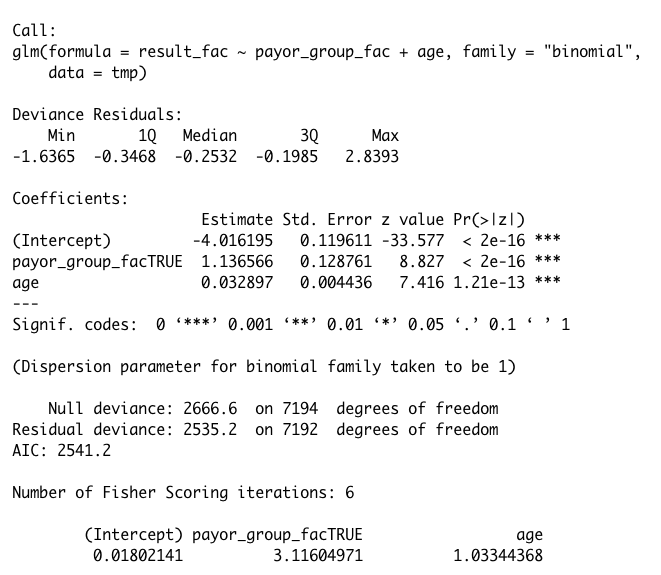 Call:
glm(formula = result_fac ~ payor_group_fac + age, family = "binomial",
    data = tmp)

Deviance Residuals:
    Min       1Q   Median       3Q      Max
-1.6365  -0.3468  -0.2532  -0.1985   2.8393

Coefficients:
                     Estimate Std. Error z value Pr(>|z|)
(Intercept)         -4.016195   0.119611 -33.577  < 2e-16 ***
payor_group_facTRUE  1.136566   0.128761   8.827  < 2e-16 ***
age                  0.032897   0.004436   7.416 1.21e-13 ***
---
Signif. codes:  0 ‘***’ 0.001 ‘**’ 0.01 ‘*’ 0.05 ‘.’ 0.1 ‘ ’ 1

(Dispersion parameter for binomial family taken to be 1)

    Null deviance: 2666.6  on 7194  degrees of freedom
Residual deviance: 2535.2  on 7192  degrees of freedom
AIC: 2541.2

Number of Fisher Scoring iterations: 6

        (Intercept) payor_group_facTRUE                 age
         0.01802141          3.11604971          1.03344368